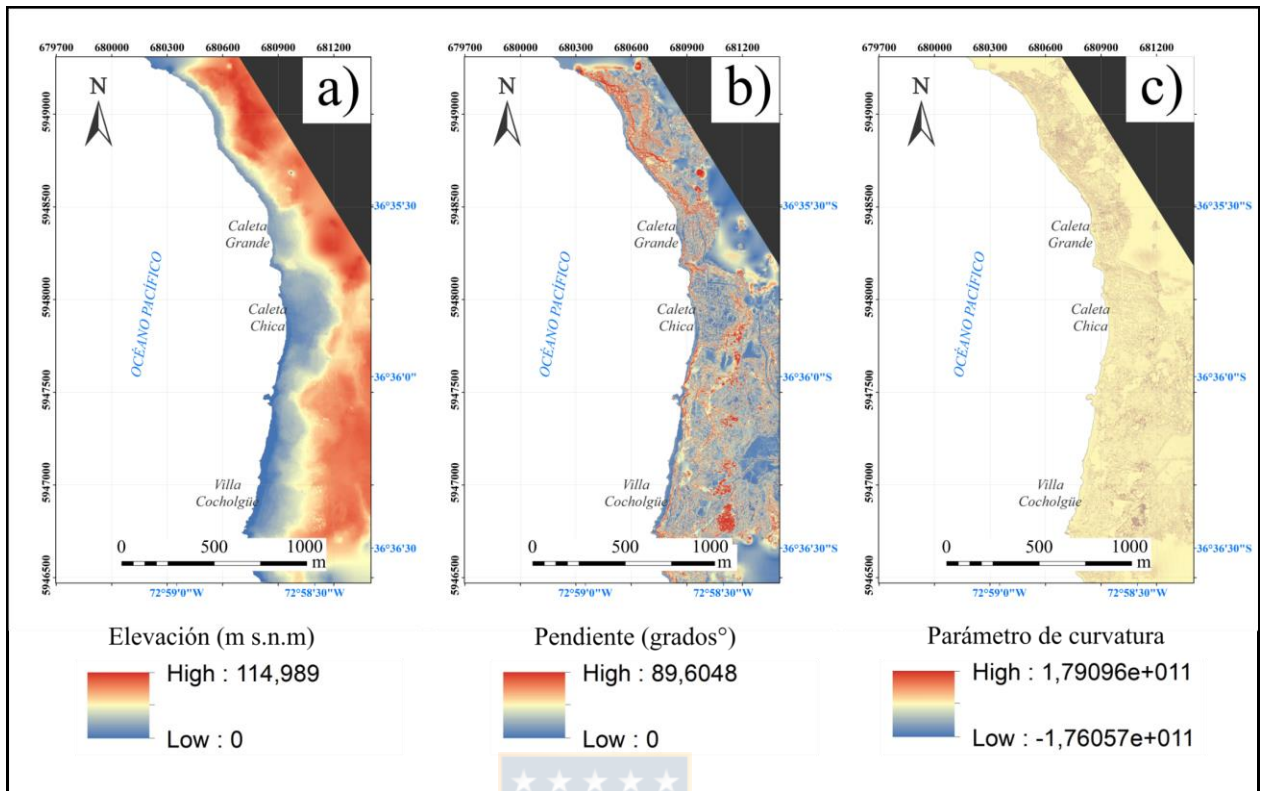 679700 680000 680300 680600 680900 681200
a)
N
5949000
5948500
36°35'30
Caleta
Grande
OCÉANO PACÍFICO
5948000
Caleta
Chica
36°36'0"
5947500
5947000
Villa
Cocholgüe
0 500 1000
m
36°36'30
5946500
72°59'0"W 72°58'30"W
679700 680000 680300 680600 680900 681200
b)
N
5949000
5948500
36°35'30"S
Caleta
Grande
OCÉANO PACÍFICO
5948000
Caleta
Chica
36°36'0"S
5947500
5947000
Villa
Cocholgüe
0 500 1000
m
36°36'30"S
5946500
72°59'0"W 72°58'30"W
679700 680000 680300 680600 680900 681200
c)
N
5949000
5948500
36°35'30"S
Caleta
Grande
OCÉANO PACÍFICO
5948000
Caleta
Chica
36°36'0"S
5947500
5947000
Villa
Cocholgüe
0 500 1000
m
36°36'30"S
5946500
72°59'0"W 72°58'30"W
Elevación (m s.n.m)
High : 114,989
Low : 0
Pendiente (grados°)
High : 89,6048
Low : 0
Parámetro de curvatura
High : 1,79096e+011
Low : -1,76057e+011